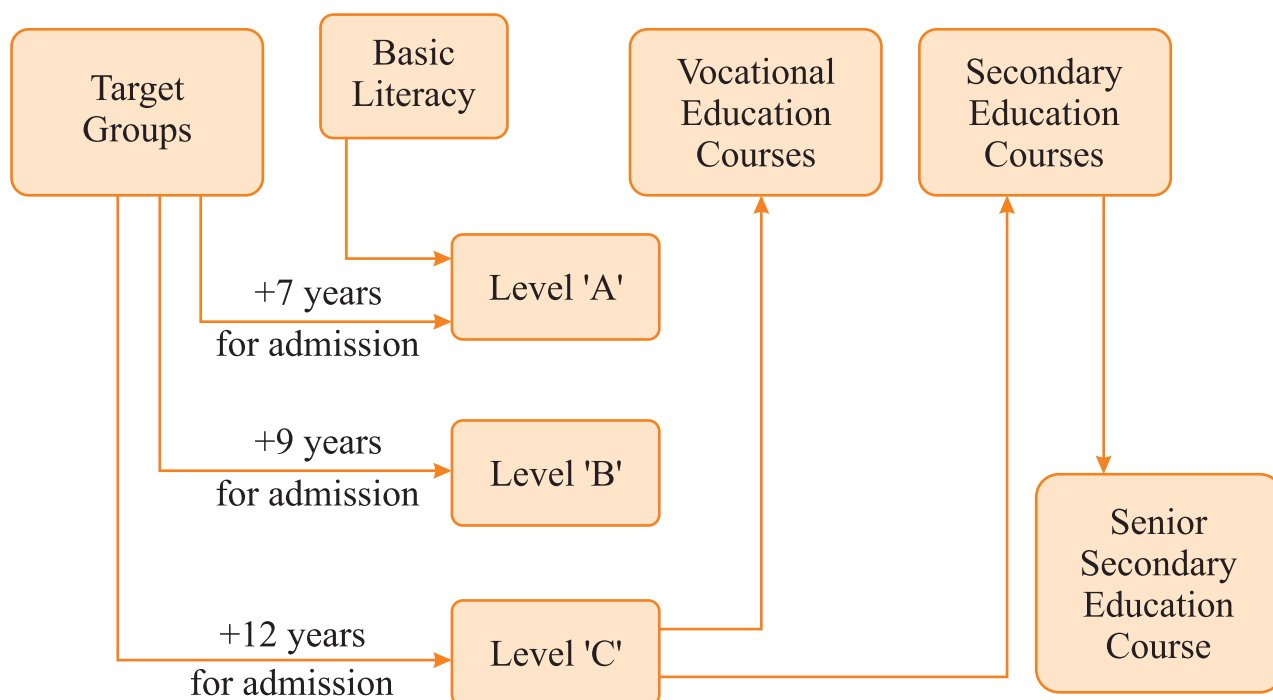 Target
Groups
Basic
Literacy
Vocational
Education
Courses
Secondary
Education
Courses
+7 years
for admission
Level 'A'
+9 years
for admission
Level 'B'
+12 years
for admission
Level 'C'
Senior
Secondary
Education
Course